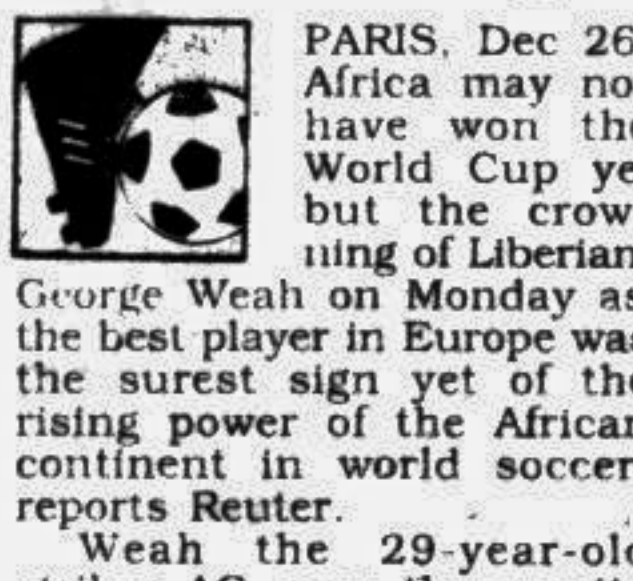 PARIS, Dec 26
Africa may no
have won the
World Cup ye
but the crow
ning of Liberian
George Weah on Monday as
the best player in Europe was
the surest sign yet of the
rising power of the African
continent in world soccer
reports Reuter.
Weah the 29-year-old